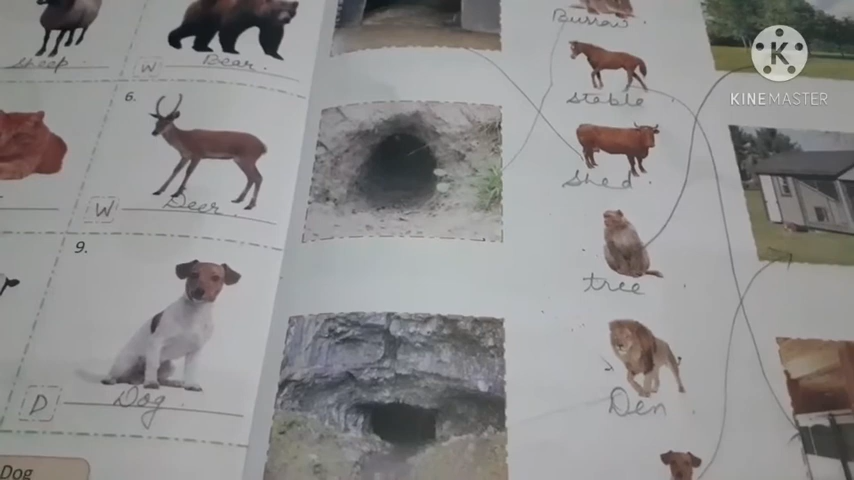 Sheep.
W Bear.
6.
W Deer.
9.
D Dog.
Dog
Burrow.
stable
shed.
tree
Den
K
KINEMASTER